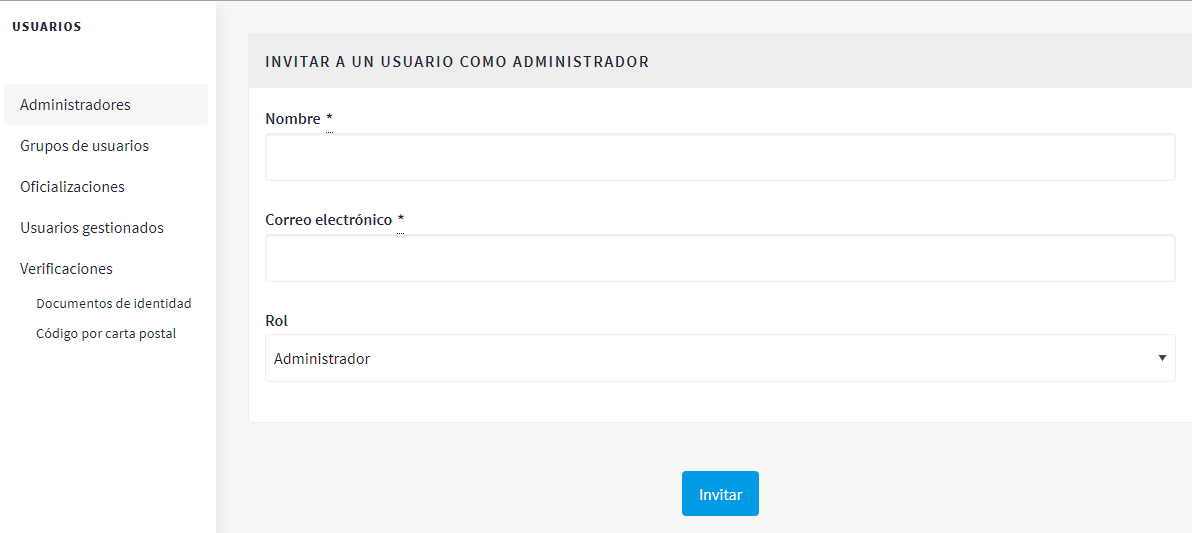 USUARIOS
Administradores
Grupos de usuarios
Oficializaciones
Usuarios gestionados
Verificaciones
Documentos de identidad
Código por carta postal
INVITAR A UN USUARIO COMO ADMINISTRADOR
Nombre *
Correo electrónico *
Rol
Administrador
Invitar